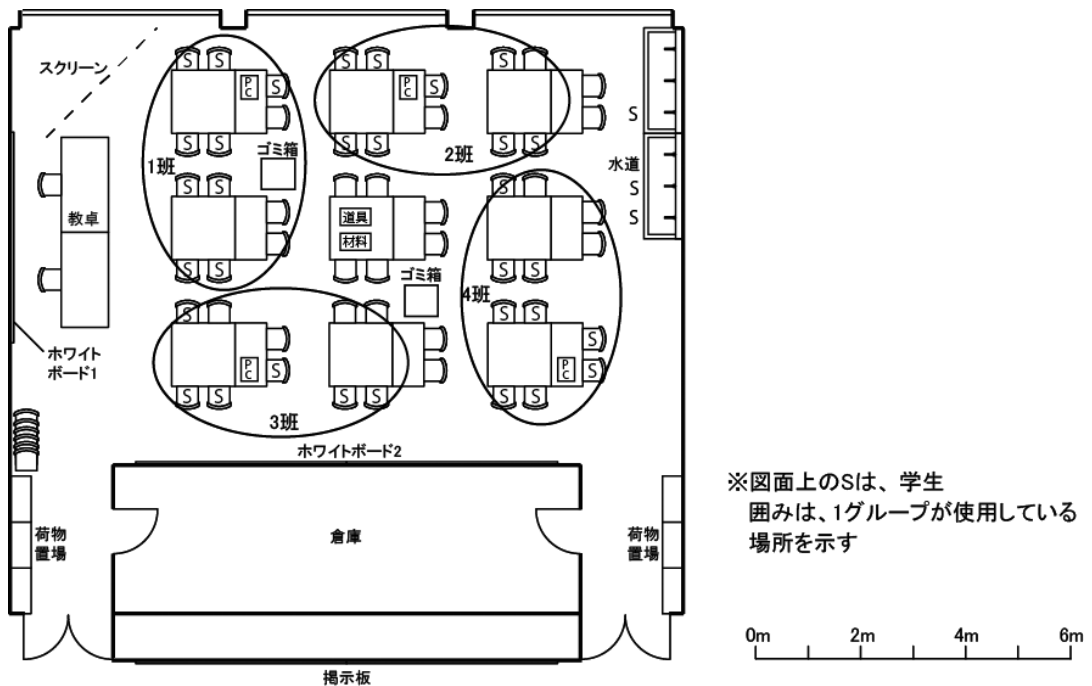 スクリーン
S S
P
C
S
S S
S S
P
C
S
S S
S S
S S
1班
ゴミ箱
2班
S
水道
S
S
教卓
S S
S S
道具
材料
ゴミ箱
S S
S S
4班
ホワイト
ボード1
S
P
C
S
S S
S S
3班
S S
S
S
P
C
S S
ホワイトボード2
荷物
置場
倉庫
荷物
置場
掲示板
※図面上のSは、学生
囲みは、1グループが使用している
場所を示す
0m 2m 4m 6m